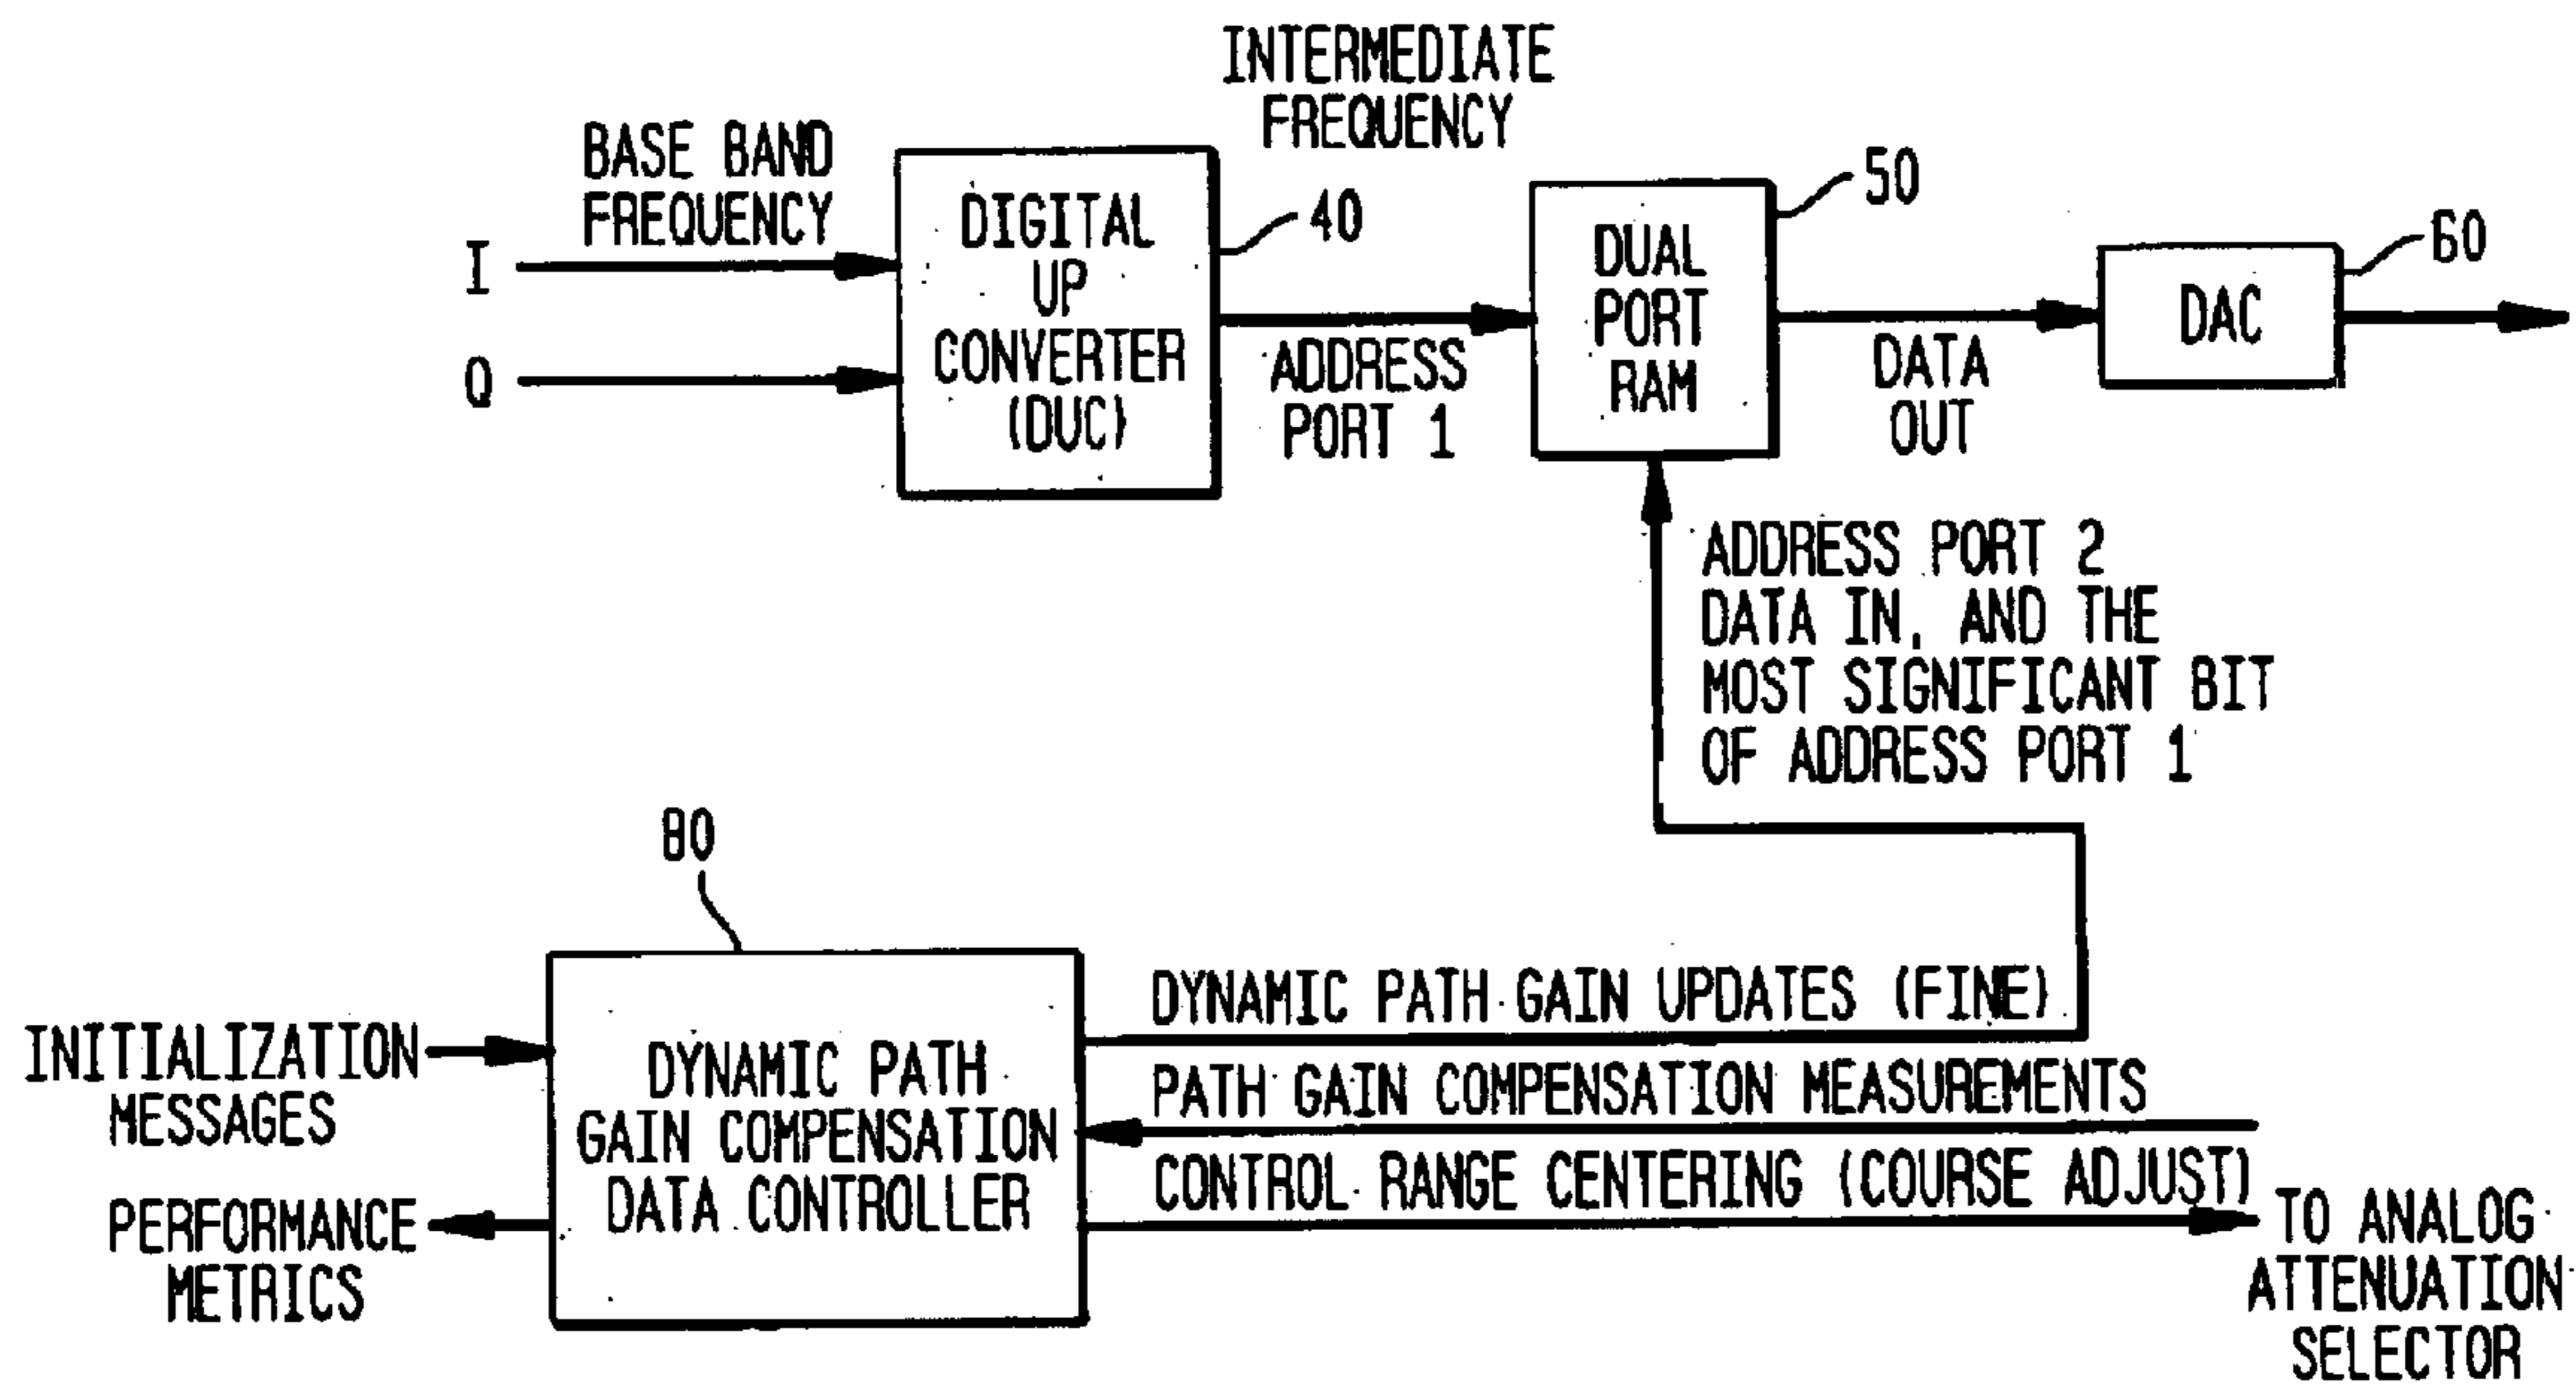 INTERMEDIATE
FREQUENCY
BASE BAND
FREQUENCY
I
Q
DIGITAL
UP
CONVERTER
(DUC)
40
ADDRESS
PORT 1
DUAL
PORT
RAM
50
DATA
OUT
DAC
60
ADDRESS PORT 2
DATA IN, AND THE
MOST SIGNIFICANT BIT
OF ADDRESS PORT 1
80
INITIALIZATION
MESSAGES
PERFORMANCE
METRICS
DYNAMIC PATH
GAIN COMPENSATION
DATA CONTROLLER
DYNAMIC PATH GAIN UPDATES (FINE)
PATH GAIN COMPENSATION MEASUREMENTS
CONTROL RANGE CENTERING (COURSE ADJUST)
TO ANALOG
ATTENUATION
SELECTOR